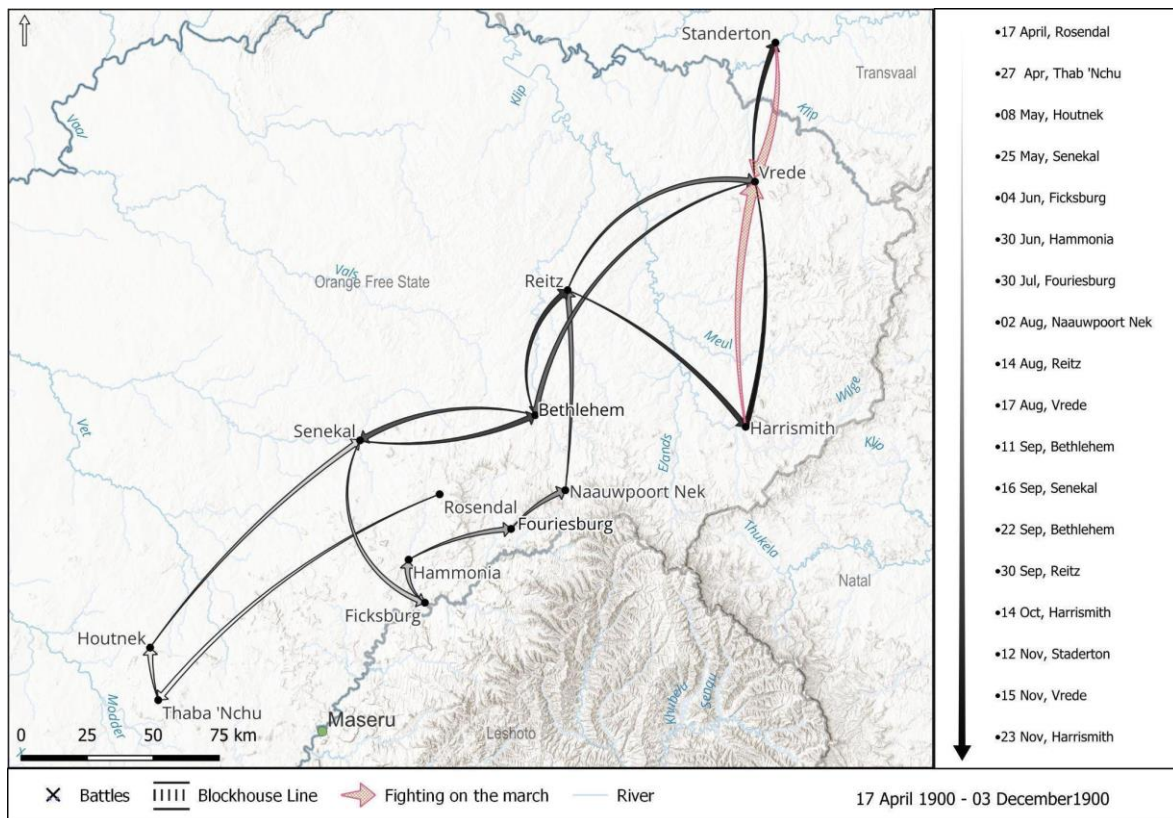 Standerton
Transvaal
Klip
Klip
Vaal
Vrede
Vals
Orange Free State
Reitz
Meul
Wilge
Bethlehem
Senekal
Harrismith
Vet
Elands
Klip
Rosendal
Naauwpoort Nek
Fouriesburg
Thukela
Hammonia
Natal
Ficksburg
Houtnek
Modder
Thaba 'Nchu
Maseru
Khubelu
Senqu
Leshoto
0 25 50 75 km
•17 April, Rosendal
•27 Apr, Thab 'Nchu
•08 May, Houtnek
•25 May, Senekal
•04 Jun, Ficksburg
•30 Jun, Hammonia
•30 Jul, Fouriesburg
•02 Aug, Naauwpoort Nek
•14 Aug, Reitz
•17 Aug, Vrede
•11 Sep, Bethlehem
•16 Sep, Senekal
•22 Sep, Bethlehem
•30 Sep, Reitz
•14 Oct, Harrismith
•12 Nov, Staderton
•15 Nov, Vrede
•23 Nov, Harrismith
Battles Blockhouse Line Fighting on the march River 17 April 1900 - 03 December1900